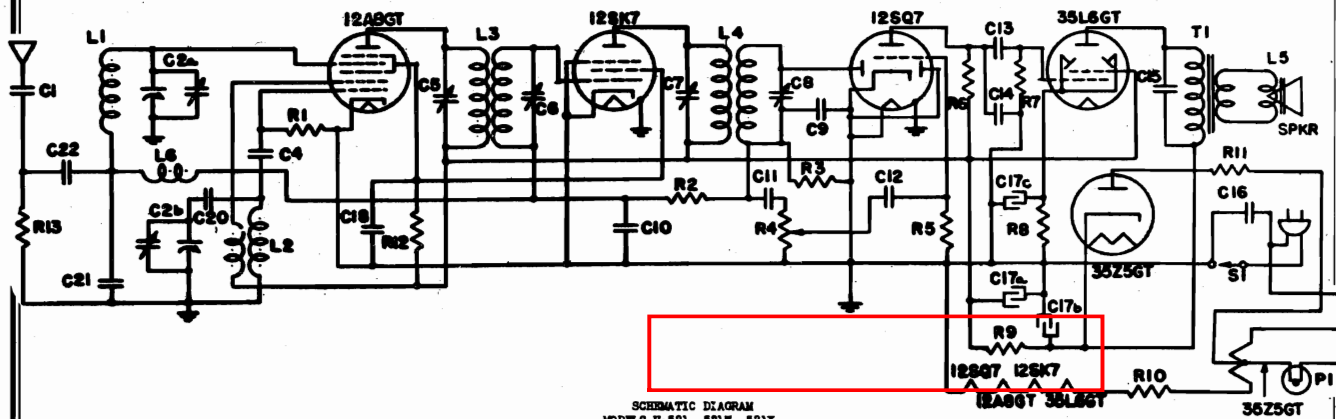 12A8GT 12SK7 12SQ7 35L6GT
L1 C2a L3 L4 C13 T1 L5
C1 R1 C5 C6 C7 C8 C9 R6 C14 R7 C15 SPKR
C22 L6 C4 R3 R11
C2b C20 R2 C11 C12 C17c C16
R13 L2 C18 R12 C10 R4 R5 R8 35Z5GT
C21 C17a S1
C17b
R9
12SQ7 12SK7 R10 P1
12A8GT 35L6GT 35Z5GT
SCHEMATIC DIAGRAM